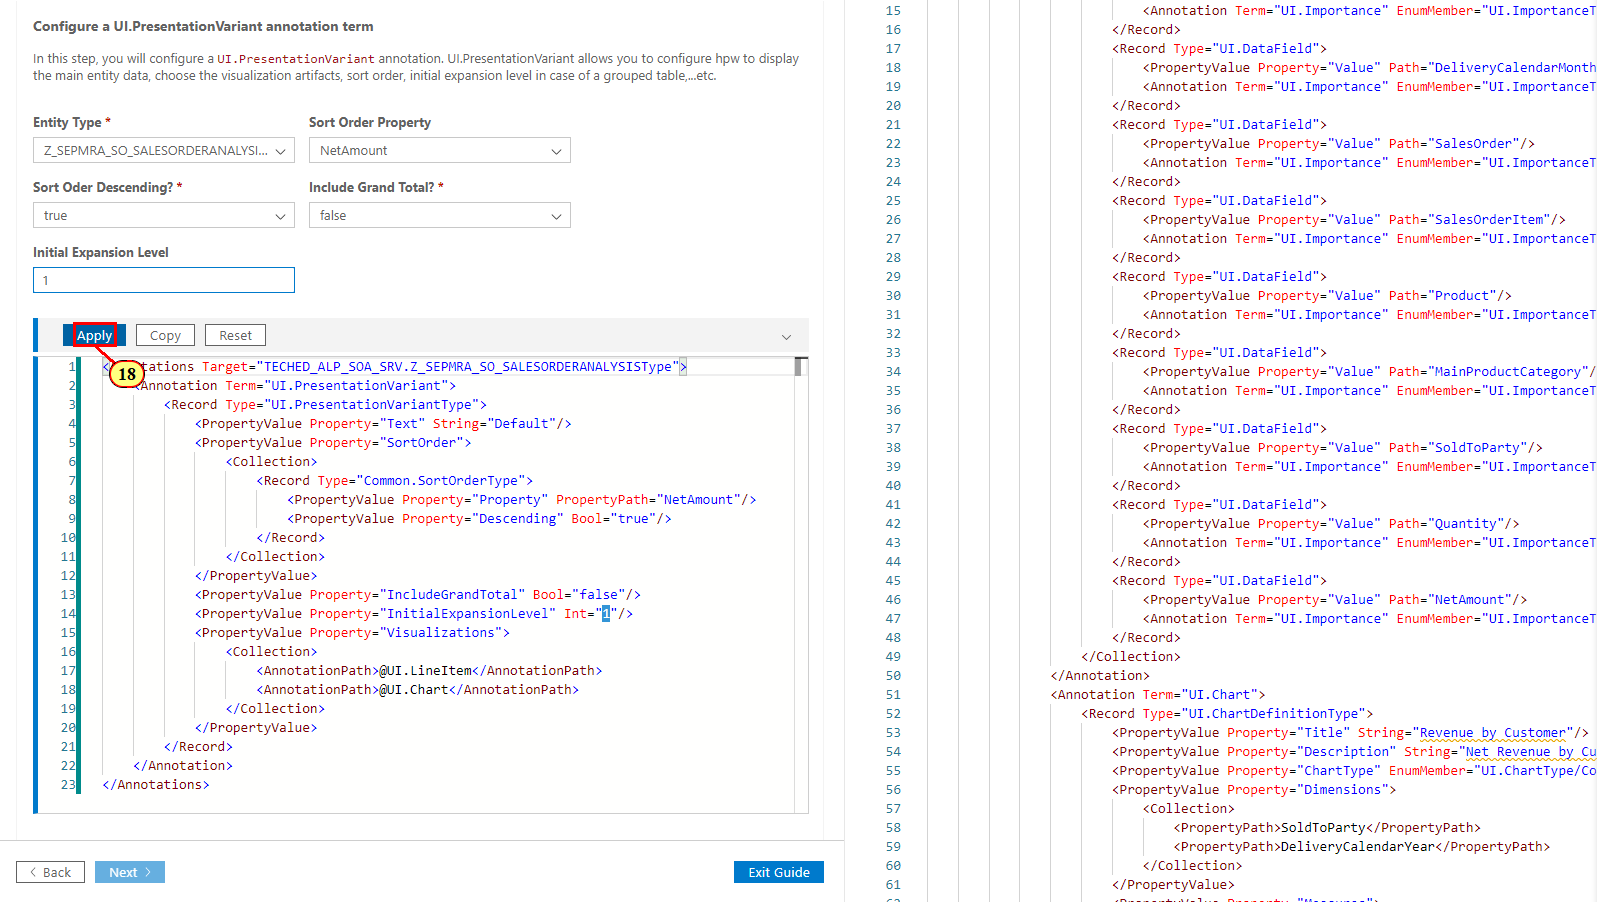 Configure a UI.PresentationVariant annotation term
In this step, you will configure a UI.PresentationVariant annotation. UI.PresentationVariant allows you to configure hpw to display
the main entity data, choose the visualization artifacts, sort order, initial expansion level in case of a grouped table,...etc.
Entity Type * Sort Order Property
Z_SEPMRA_SO_SALESORDERANALYSI... NetAmount
Sort Oder Descending? * Include Grand Total? *
true false
Initial Expansion Level
1
Apply Copy Reset
18
1 < tations Target="TECHED_ALP_SOA_SRV.Z_SEPMRA_SO_SALESORDERANALYSISType">
2 Annotation Term="UI.PresentationVariant">
3 <Record Type="UI.PresentationVariantType">
4 <PropertyValue Property="Text" String="Default"/>
5 <PropertyValue Property="SortOrder">
6 <Collection>
7 <Record Type="Common.SortOrderType">
8 <PropertyValue Property="Property" PropertyPath="NetAmount"/>
9 <PropertyValue Property="Descending" Bool="true"/>
10 </Record>
11 </Collection>
12 </PropertyValue>
13 <PropertyValue Property="IncludeGrandTotal" Bool="false"/>
14 <PropertyValue Property="InitialExpansionLevel" Int="1"/>
15 <PropertyValue Property="Visualizations">
16 <Collection>
17 <AnnotationPath>@UI.LineItem</AnnotationPath>
18 <AnnotationPath>@UI.Chart</AnnotationPath>
19 </Collection>
20 </PropertyValue>
21 </Record>
22 </Annotation>
23 </Annotations>
Back Next Exit Guide
15 <Annotation Term="UI.Importance" EnumMember="UI.ImportanceT
16 </Record>
17 <Record Type="UI.DataField">
18 <PropertyValue Property="Value" Path="DeliveryCalendarMonth
19 <Annotation Term="UI.Importance" EnumMember="UI.ImportanceT
20 </Record>
21 <Record Type="UI.DataField">
22 <PropertyValue Property="Value" Path="SalesOrder"/>
23 <Annotation Term="UI.Importance" EnumMember="UI.ImportanceT
24 </Record>
25 <Record Type="UI.DataField">
26 <PropertyValue Property="Value" Path="SalesOrderItem"/>
27 <Annotation Term="UI.Importance" EnumMember="UI.ImportanceT
28 </Record>
29 <Record Type="UI.DataField">
30 <PropertyValue Property="Value" Path="Product"/>
31 <Annotation Term="UI.Importance" EnumMember="UI.ImportanceT
32 </Record>
33 <Record Type="UI.DataField">
34 <PropertyValue Property="Value" Path="MainProductCategory"/
35 <Annotation Term="UI.Importance" EnumMember="UI.ImportanceT
36 </Record>
37 <Record Type="UI.DataField">
38 <PropertyValue Property="Value" Path="SoldToParty"/>
39 <Annotation Term="UI.Importance" EnumMember="UI.ImportanceT
40 </Record>
41 <Record Type="UI.DataField">
42 <PropertyValue Property="Value" Path="Quantity"/>
43 <Annotation Term="UI.Importance" EnumMember="UI.ImportanceT
44 </Record>
45 <Record Type="UI.DataField">
46 <PropertyValue Property="Value" Path="NetAmount"/>
47 <Annotation Term="UI.Importance" EnumMember="UI.ImportanceT
48 </Record>
49 </Collection>
50 </Annotation>
51 <Annotation Term="UI.Chart">
52 <Record Type="UI.ChartDefinitionType">
53 <PropertyValue Property="Title" String="Revenue by Customer"/>
54 <PropertyValue Property="Description" String="Net Revenue by Cu
55 <PropertyValue Property="ChartType" EnumMember="UI.ChartType/Co
56 <PropertyValue Property="Dimensions">
57 <Collection>
58 <PropertyPath>SoldToParty</PropertyPath>
59 <PropertyPath>DeliveryCalendarYear</PropertyPath>
60 </Collection>
61 </PropertyValue>